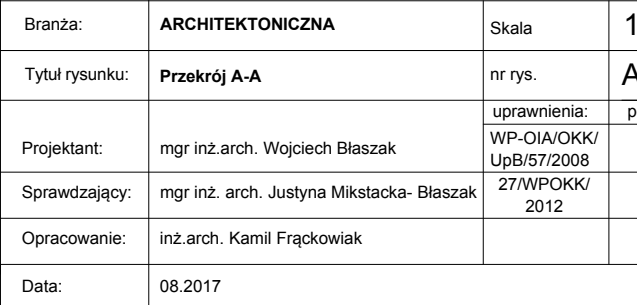 Branża: ARCHITEKTONICZNA Skala 1
Tytuł rysunku: Przekrój A-A nr rys. A
uprawnienia: p
Projektant: mgr inż.arch. Wojciech Błaszak WP-OIA/OKK/
UpB/57/2008
Sprawdzający: mgr inż. arch. Justyna Mikstacka- Błaszak 27/WPOKK/
2012
Opracowanie: inż.arch. Kamil Frąckowiak
Data: 08.2017